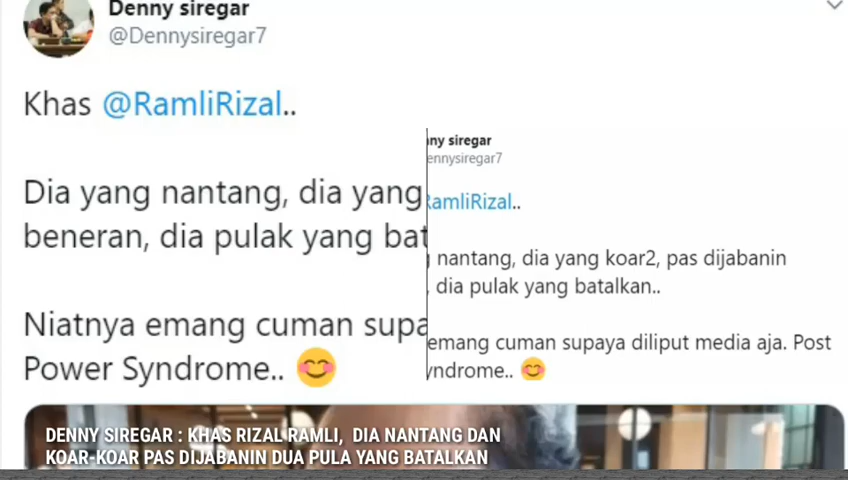 Denny siregar
@Dennysiregar7
Khas @RamliRizal..
Dia yang nantang, dia yang
beneran, dia pulak yang bat
Niatnya emang cuman supa
Power Syndrome.. 😊
ny siregar
ennysiregar7
RamliRizal..
nantang, dia yang koar2, pas dijabanin
, dia pulak yang batalkan..
emang cuman supaya diliput media aja. Post
yndrome.. 😊
DENNY SIREGAR : KHAS RIZAL RAMLI, DIA NANTANG DAN
KOAR-KOAR PAS DIJABANIN DUA PULA YANG BATALKAN